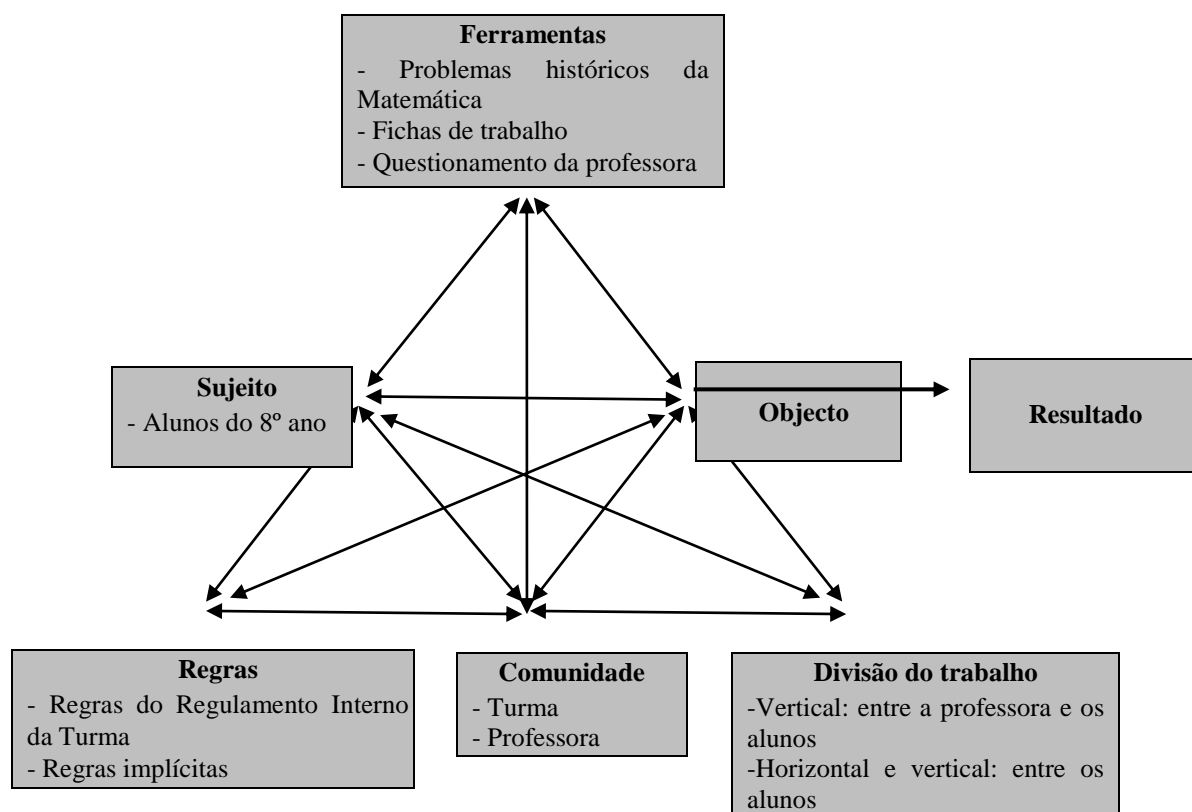 Ferramentas
- Problemas históricos da
Matemática
- Fichas de trabalho
- Questionamento da professora
Sujeito
- Alunos do 8º ano
Objecto
Resultado
Regras
- Regras do Regulamento Interno
da Turma
- Regras implícitas
Comunidade
- Turma
- Professora
Divisão do trabalho
-Vertical: entre a professora e os
alunos
-Horizontal e vertical: entre os
alunos